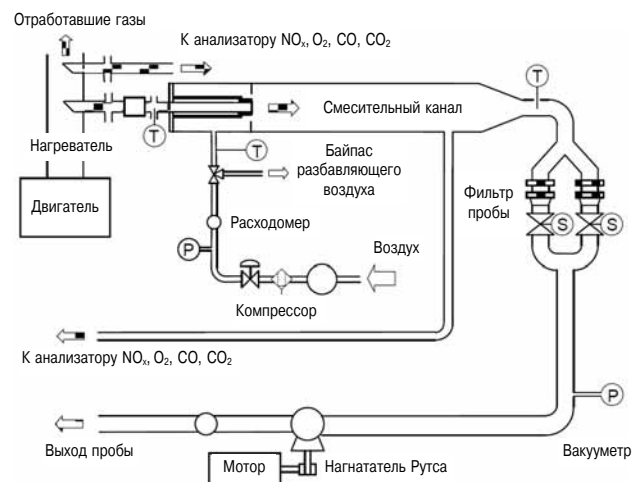 Отработавшие газы
К анализатору NOx, O2, CO, CO2
T
Смесительный канал
T
Нагреватель
T
Байпас
разбавляющего
воздуха
Фильтр
пробы
Двигатель
S
S
Расходомер
P
Воздух
Компрессор
К анализатору NOx, O2, CO, CO2
P
Выход пробы
Вакууметр
Мотор
Нагнататель Рутса